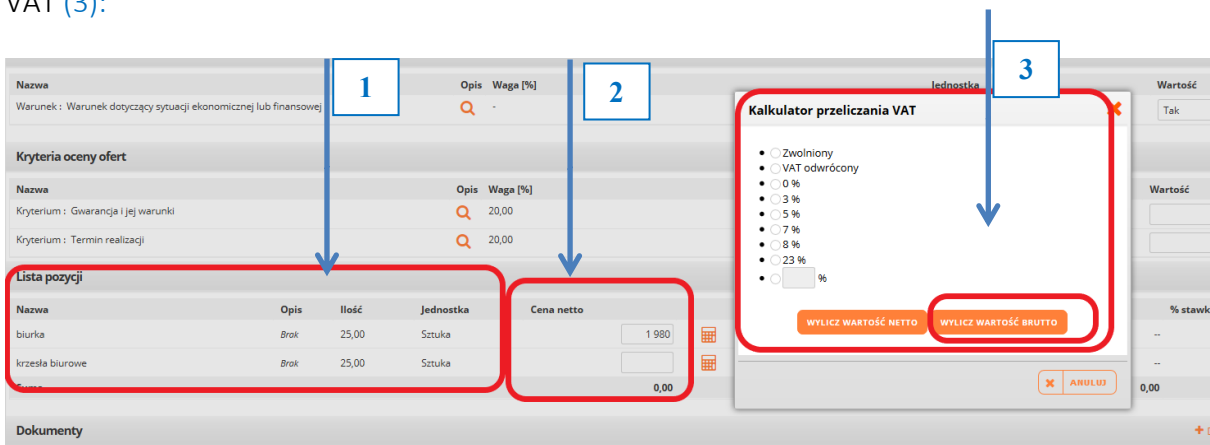 VAT (3):
1
2
3
Nazwa Opis Waga [%] Jednostka Wartość
Warunek : Warunek dotyczący sytuacji ekonomicznej lub finansowej - Tak
Kryteria oceny ofert
Nazwa Opis Waga [%] Wartość
Kryterium : Gwarancja i jej warunki 20,00
Kryterium : Termin realizacji 20,00
Lista pozycji
Nazwa Opis Ilość Jednostka Cena netto % stawk
biurka Brak 25,00 Sztuka 1 980 --
krzesła biurowe Brak 25,00 Sztuka --
Suma 0,00 0,00
Dokumenty
Kalkulator przeliczania VAT
Zwolniony
VAT odwrócony
0 %
3 %
5 %
7 %
8 %
23 %
%
WYLICZ WARTOŚĆ NETTO WYLICZ WARTOŚĆ BRUTTO
ANULUJ